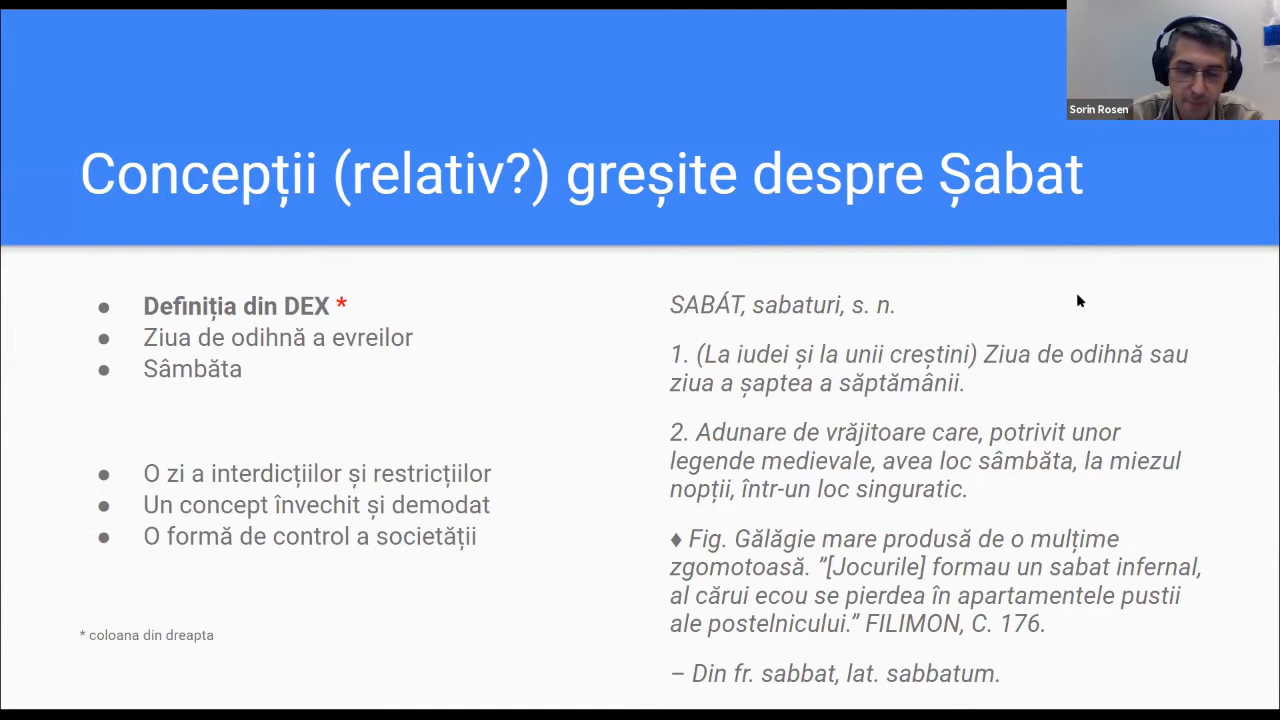 Sorin Rosen
Concepții (relativ?) greșite despre Șabat
● Definiția din DEX *
● Ziua de odihnă a evreilor
● Sâmbăta
● O zi a interdicțiilor și restricțiilor
● Un concept învechit și demodat
● O formă de control a societății
* coloana din dreapta
SABÁT, sabaturi, s. n.
1. (La iudei și la unii creștini) Ziua de odihnă sau
ziua a șaptea a săptămânii.
2. Adunare de vrăjitoare care, potrivit unor
legende medievale, avea loc sâmbăta, la miezul
nopții, într-un loc singuratic.
♦ Fig. Gălăgie mare produsă de o mulțime
zgomotoasă. ”[Jocurile] formau un sabat infernal,
al cărui ecou se pierdea în apartamentele pustii
ale postelnicului.” FILIMON, C. 176.
– Din fr. sabbat, lat. sabbatum.